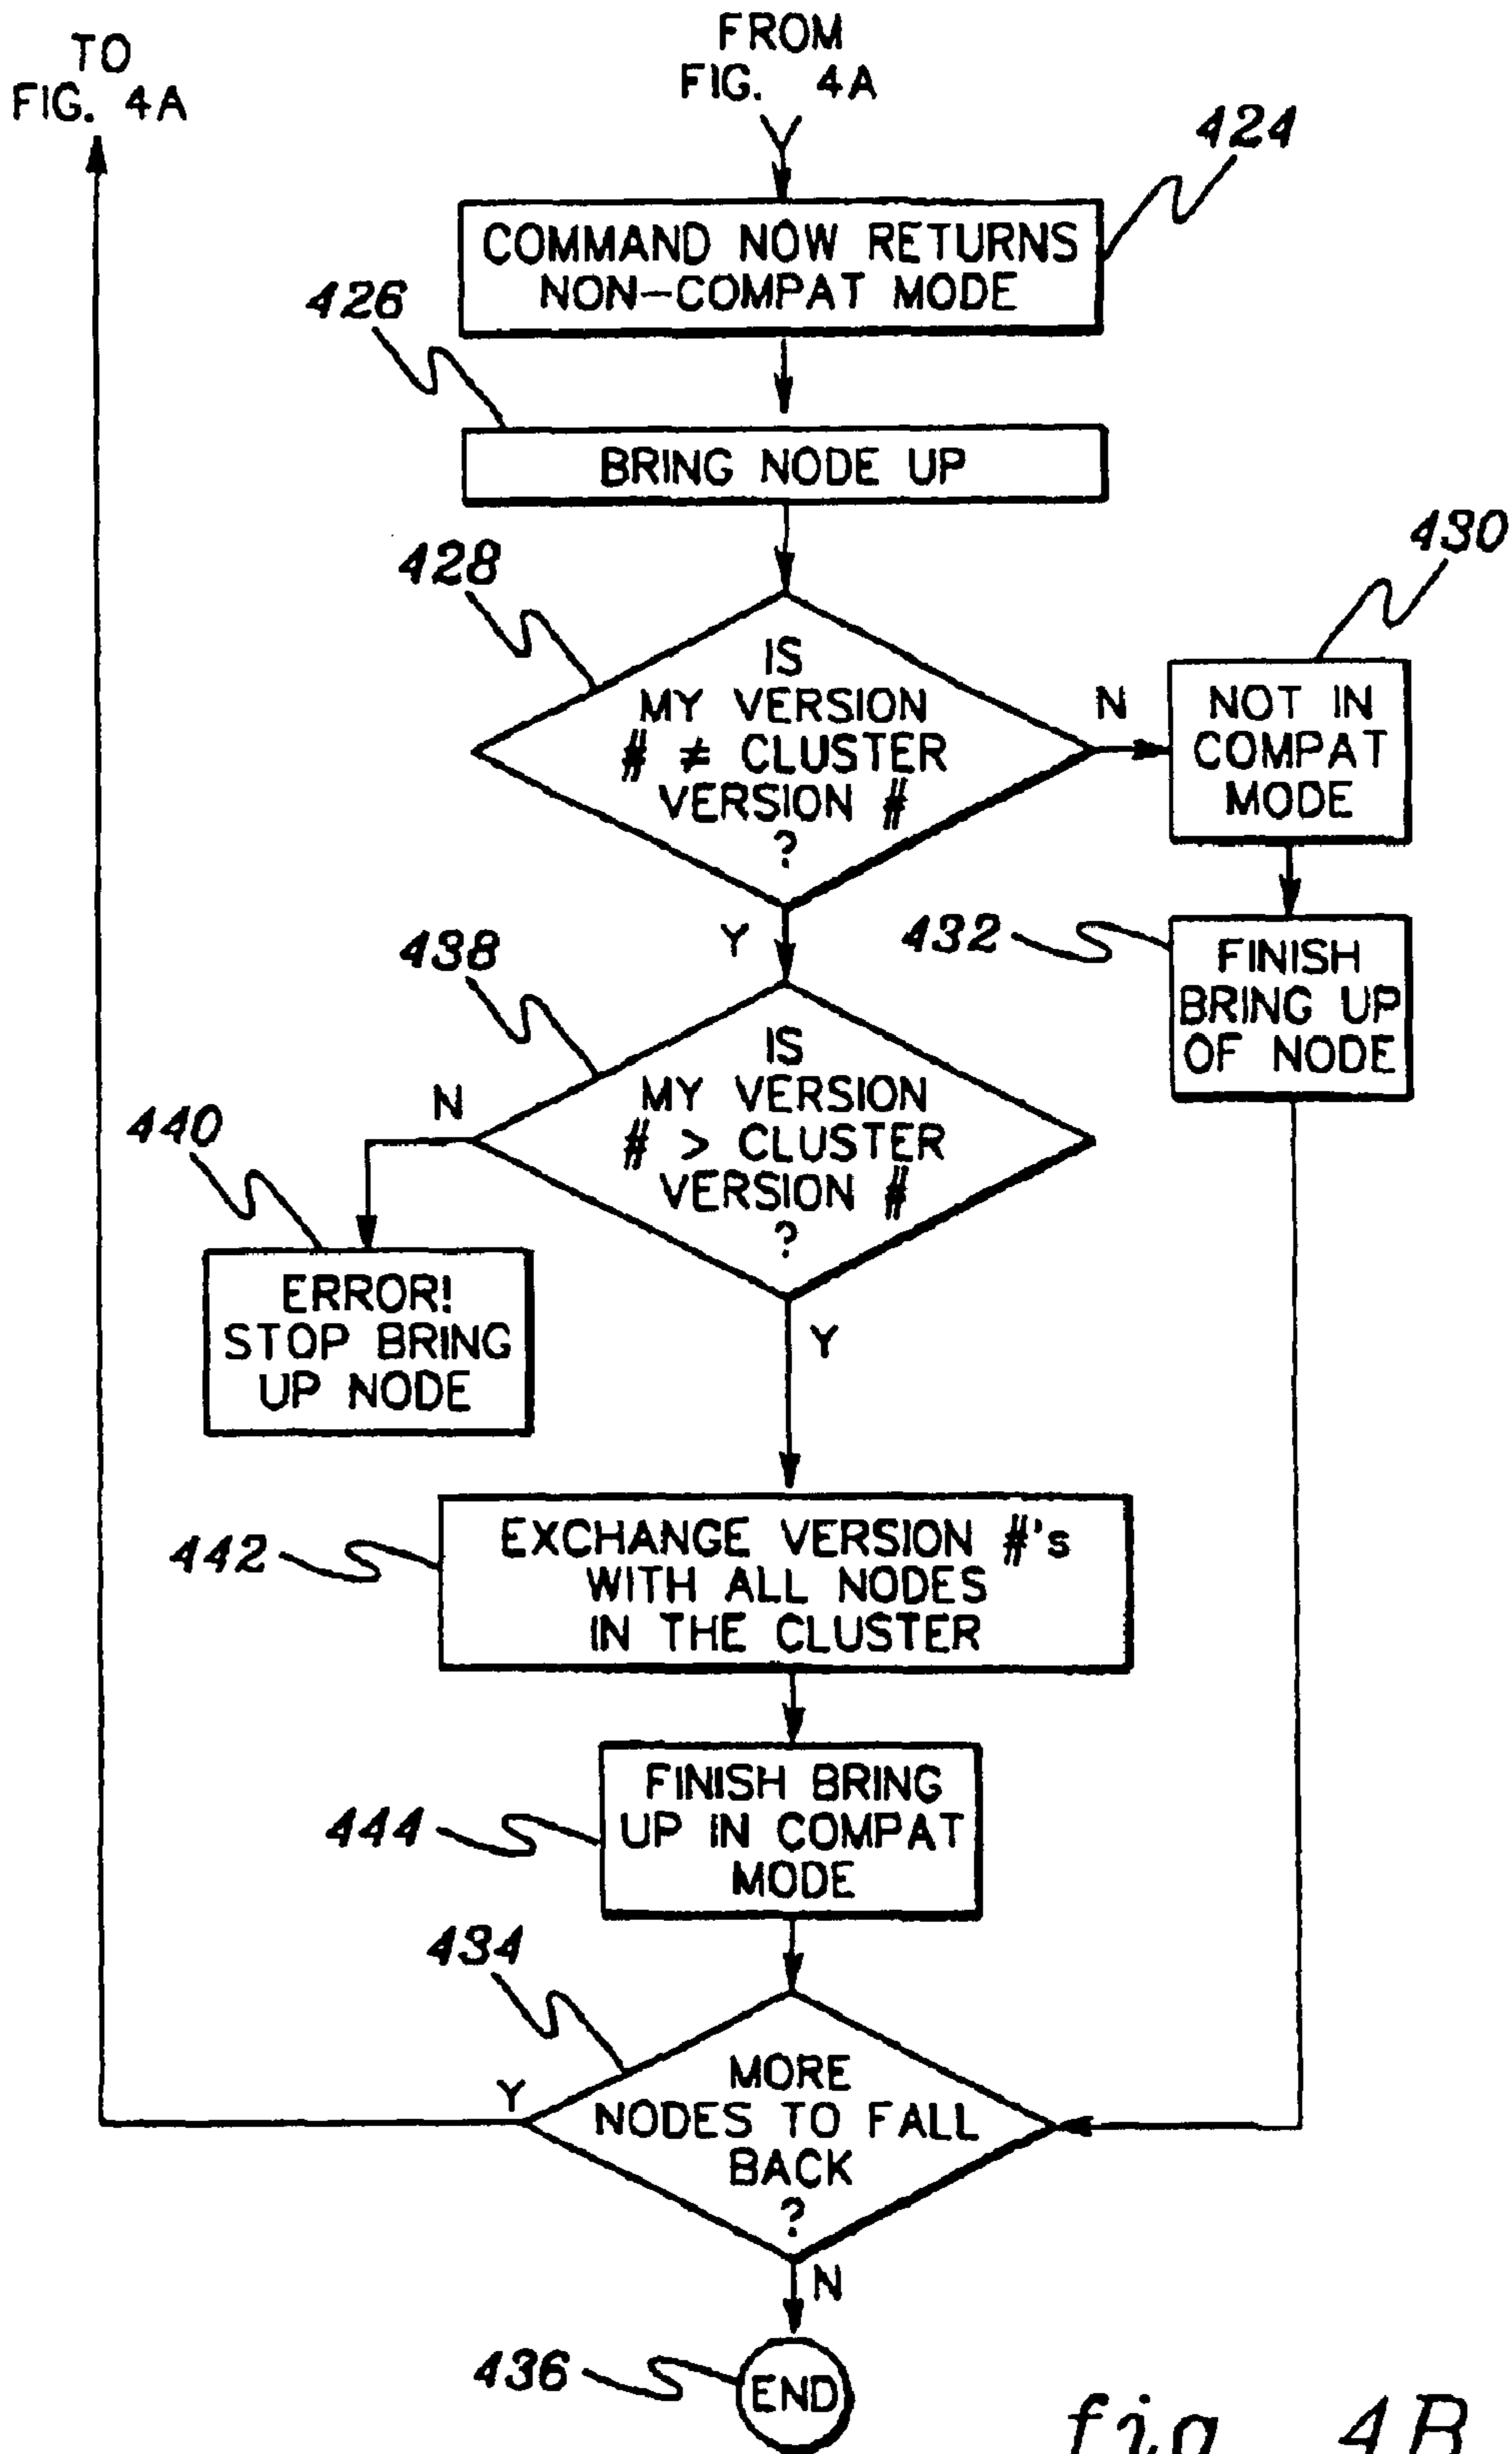 TO
FIG. 4A
FROM
FIG. 4A
Y
424
COMMAND NOW RETURNS
NON-COMPAT MODE
426
BRING NODE UP
428
IS
MY VERSION
# ≠ CLUSTER
VERSION #
?
N
430
NOT IN
COMPAT
MODE
Y
432
FINISH
BRING UP
OF NODE
438
IS
MY VERSION
# > CLUSTER
VERSION #
?
N
440
ERROR!
STOP BRING
UP NODE
Y
442
EXCHANGE VERSION #'s
WITH ALL NODES
IN THE CLUSTER
444
FINISH BRING
UP IN COMPAT
MODE
434
MORE
NODES TO FALL
BACK
?
Y
N
436
END
fig. 4B